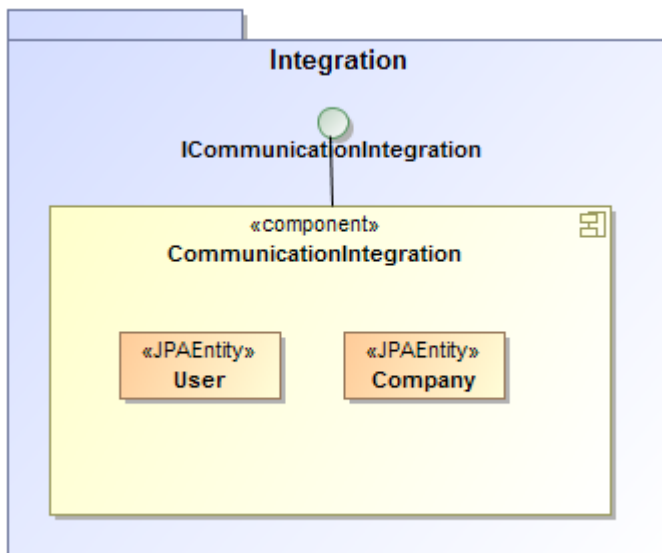 Integration
ICommunicationIntegration
«component»
CommunicationIntegration
«JPAEntity» «JPAEntity»
User Company